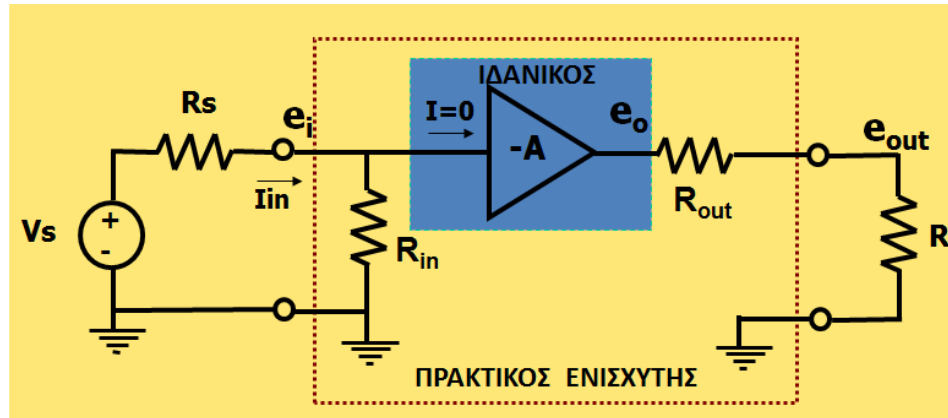 ΙΔΑΝΙΚΟΣ
Rs
ei
I=0
eo
eout
-A
Iin
Rout
Vs
+
-
Rin
R
ΠΡΑΚΤΙΚΟΣ ΕΝΙΣΧΥΤΗΣ